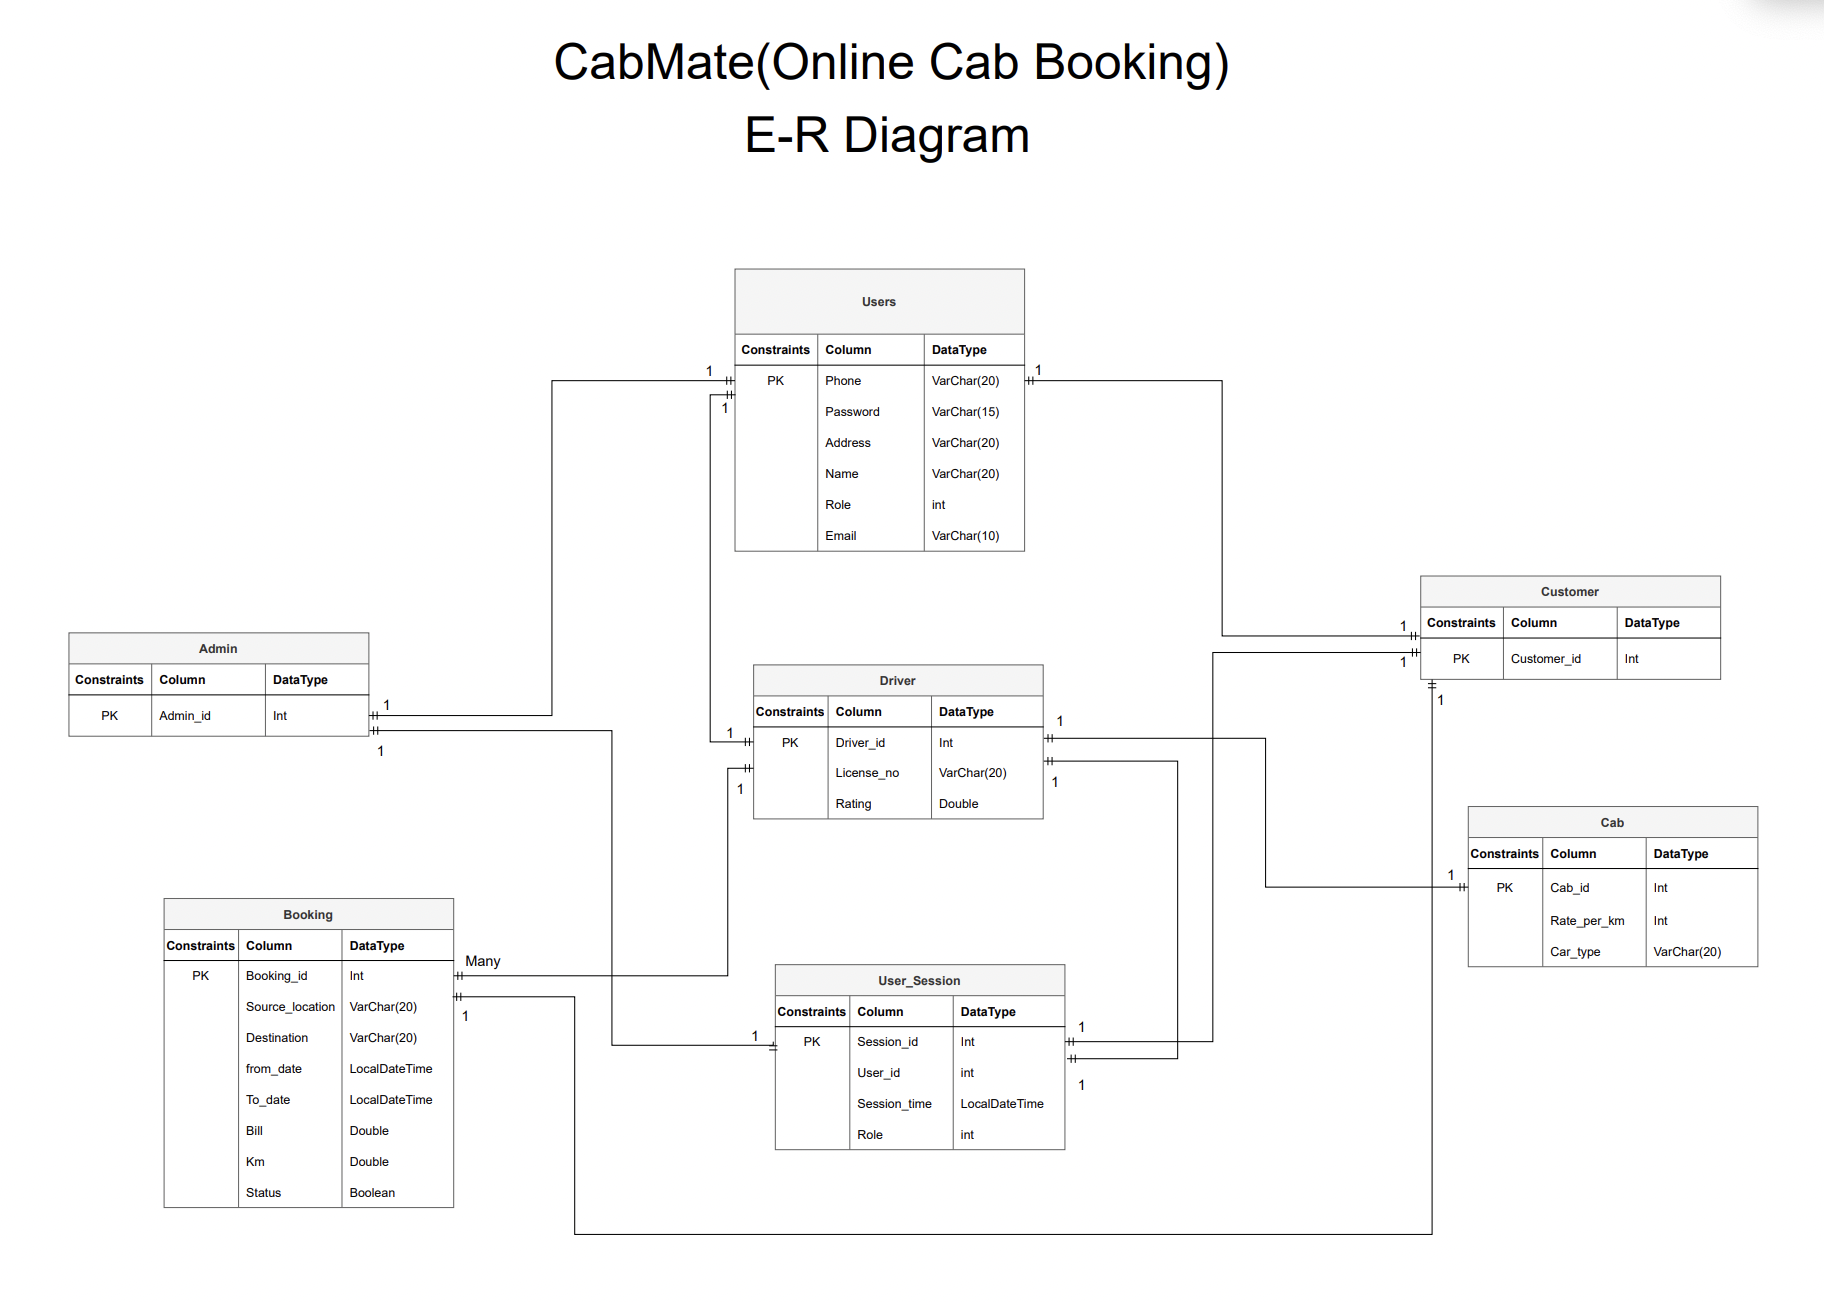 CabMate(Online Cab Booking)
E-R Diagram
Users
Constraints Column DataType
PK Phone VarChar(20)
Password VarChar(15)
Address VarChar(20)
Name VarChar(20)
Role int
Email VarChar(10)
1
1
1
Customer
Constraints Column DataType
PK Customer_id Int
1
1
1
Admin
Constraints Column DataType
PK Admin_id Int
1
1
Driver
Constraints Column DataType
PK Driver_id Int
License_no VarChar(20)
Rating Double
1
1
1
1
Cab
Constraints Column DataType
PK Cab_id Int
Rate_per_km Int
Car_type VarChar(20)
1
Booking
Constraints Column DataType
PK Booking_id Int
Source_location VarChar(20)
Destination VarChar(20)
from_date LocalDateTime
To_date LocalDateTime
Bill Double
Km Double
Status Boolean
Many
1
User_Session
Constraints Column DataType
PK Session_id Int
User_id int
Session_time LocalDateTime
Role int
1
1
1